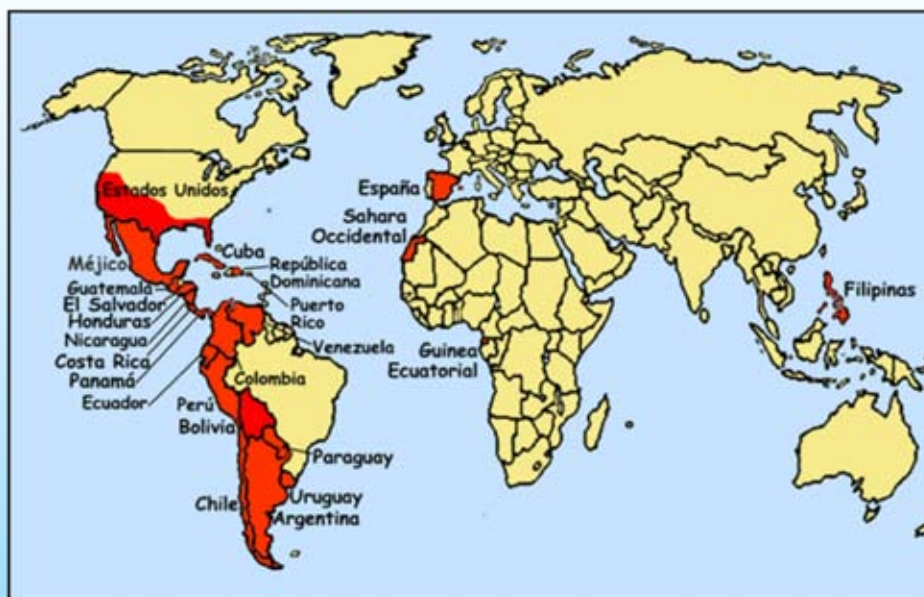 Estados Unidos
España
Sahara
Occidental
Cuba
República
Dominicana
Méjico
Guatemala
El Salvador
Honduras
Nicaragua
Costa Rica
Panamá
Ecuador
Puerto
Rico
Venezuela
Guinea
Ecuatorial
Filipinas
Colombia
Perú
Bolivia
Paraguay
Chile
Uruguay
Argentina